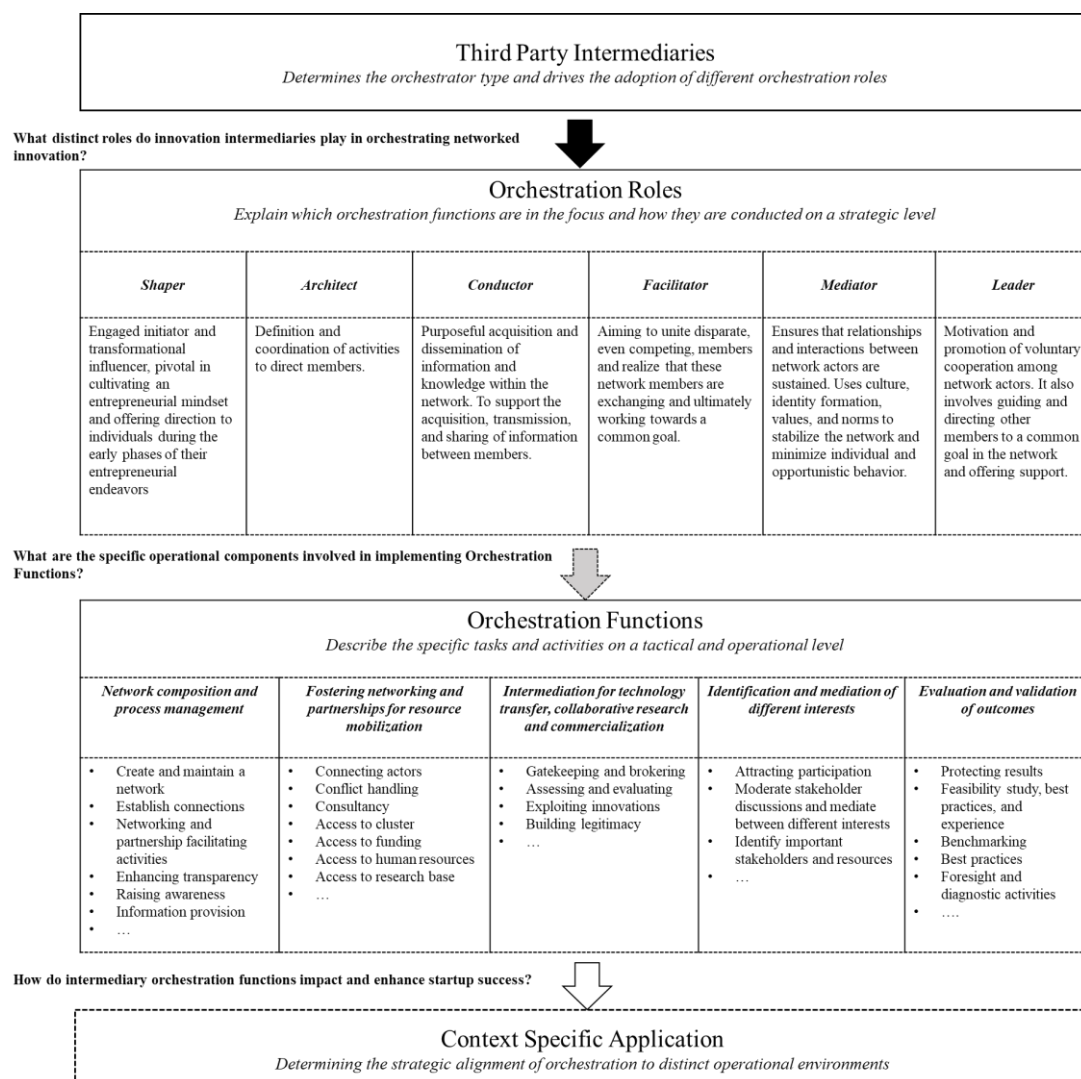 Third Party Intermediaries
Determines the orchestrator type and drives the adoption of different orchestration roles
What distinct roles do innovation intermediaries play in orchestrating networked
innovation?
Orchestration Roles
Explain which orchestration functions are in the focus and how they are conducted on a strategic level
Shaper
Engaged initiator and
transformational
influencer, pivotal in
cultivating an
entrepreneurial mindset
and offering direction to
individuals during the
early phases of their
entrepreneurial
endeavors
Architect
Definition and
coordination of activities
to direct members.
Conductor
Purposeful acquisition and
dissemination of
information and
knowledge within the
network. To support the
acquisition, transmission,
and sharing of information
between members.
Facilitator
Aiming to unite disparate,
even competing, members
and realize that these
network members are
exchanging and ultimately
working towards a
common goal.
Mediator
Ensures that relationships
and interactions between
network actors are
sustained. Uses culture,
identity formation,
values, and norms to
stabilize the network and
minimize individual and
opportunistic behavior.
Leader
Motivation and
promotion of voluntary
cooperation among
network actors. It also
involves guiding and
directing other
members to a common
goal in the network
and offering support.
What are the specific operational components involved in implementing Orchestration
Functions?
Orchestration Functions
Describe the specific tasks and activities on a tactical and operational level
Network composition and
process management
• Create and maintain a
network
• Establish connections
• Networking and
partnership facilitating
activities
• Enhancing transparency
• Raising awareness
• Information provision
• …
Fostering networking and
partnerships for resource
mobilization
• Connecting actors
• Conflict handling
• Consultancy
• Access to cluster
• Access to funding
• Access to human resources
• Access to research base
• …
Intermediation for technology
transfer, collaborative research
and commercialization
• Gatekeeping and brokering
• Assessing and evaluating
• Exploiting innovations
• Building legitimacy
• …
Identification and mediation of
different interests
• Attracting participation
• Moderate stakeholder
discussions and mediate
between different interests
• Identify important
stakeholders and resources
• …
Evaluation and validation
of outcomes
• Protecting results
• Feasibility study, best
practices, and
experience
• Benchmarking
• Best practices
• Foresight and
diagnostic activities
• ….
How do intermediary orchestration functions impact and enhance startup success?
Context Specific Application
Determining the strategic alignment of orchestration to distinct operational environments